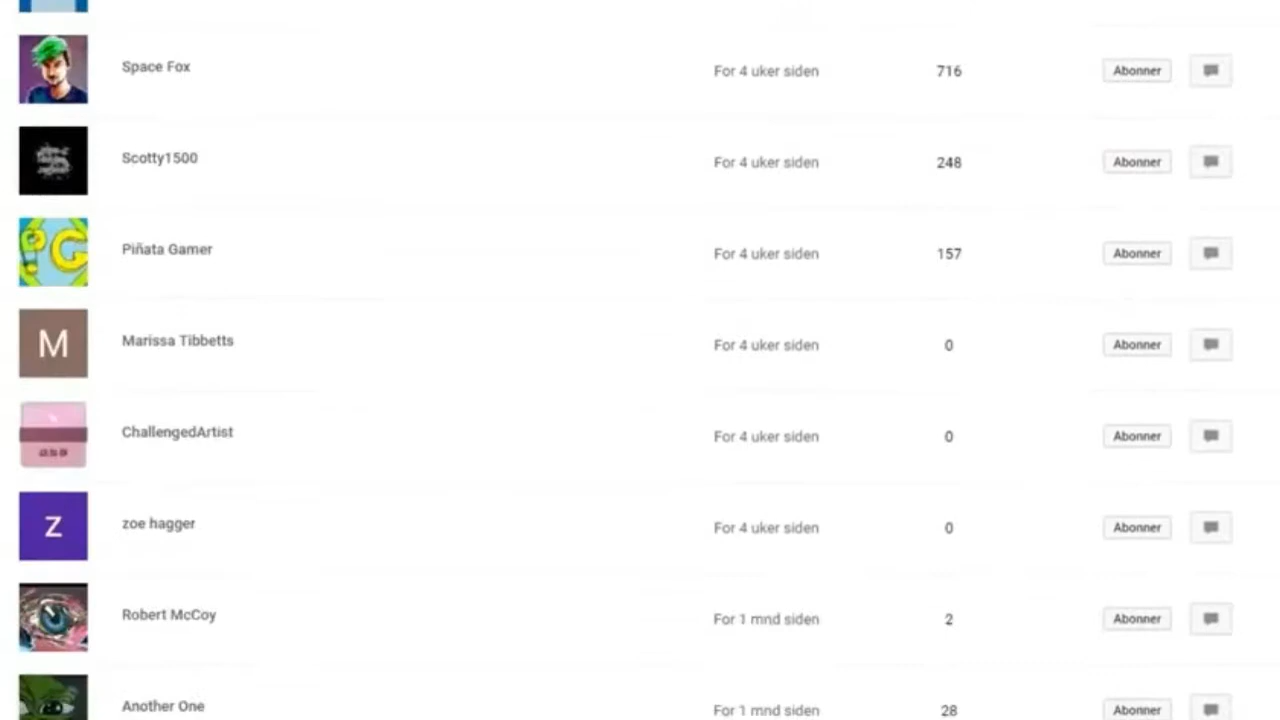 Space Fox For 4 uker siden 716 Abonner
Scotty1500 For 4 uker siden 248 Abonner
Piñata Gamer For 4 uker siden 157 Abonner
M Marissa Tibbetts For 4 uker siden 0 Abonner
ChallengedArtist For 4 uker siden 0 Abonner
Z zoe hagger For 4 uker siden 0 Abonner
Robert McCoy For 1 mnd siden 2 Abonner
Another One For 1 mnd siden 28 Abonner